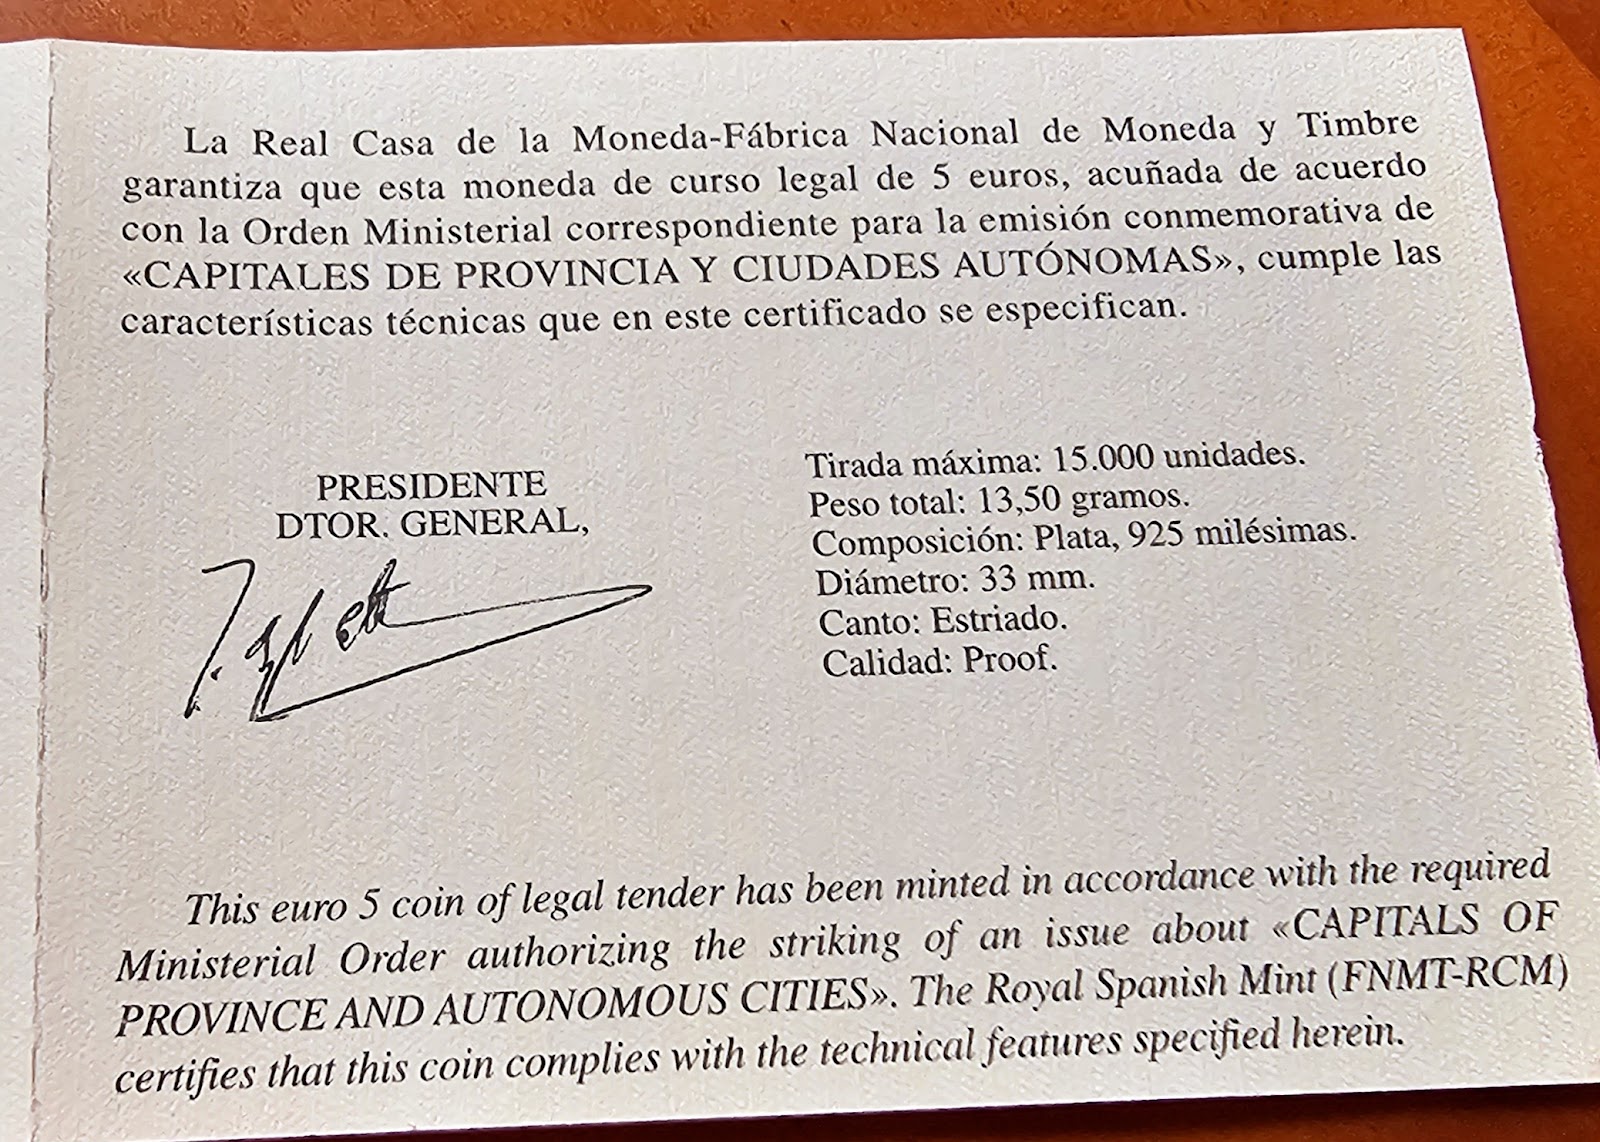 La Real Casa de la Moneda-Fábrica Nacional de Moneda y Timbre
garantiza que esta moneda de curso legal de 5 euros, acuñada de acuerdo
con la Orden Ministerial correspondiente para la emisión conmemorativa de
«CAPITALES DE PROVINCIA Y CIUDADES AUTÓNOMAS», cumple las
características técnicas que en este certificado se especifican.
PRESIDENTE
DTOR. GENERAL,
Tirada máxima: 15.000 unidades.
Peso total: 13,50 gramos.
Composición: Plata, 925 milésimas.
Diámetro: 33 mm.
Canto: Estriado.
Calidad: Proof.
This euro 5 coin of legal tender has been minted in accordance with the required
Ministerial Order authorizing the striking of an issue about «CAPITALS OF
PROVINCE AND AUTONOMOUS CITIES». The Royal Spanish Mint (FNMT-RCM)
certifies that this coin complies with the technical features specified herein.